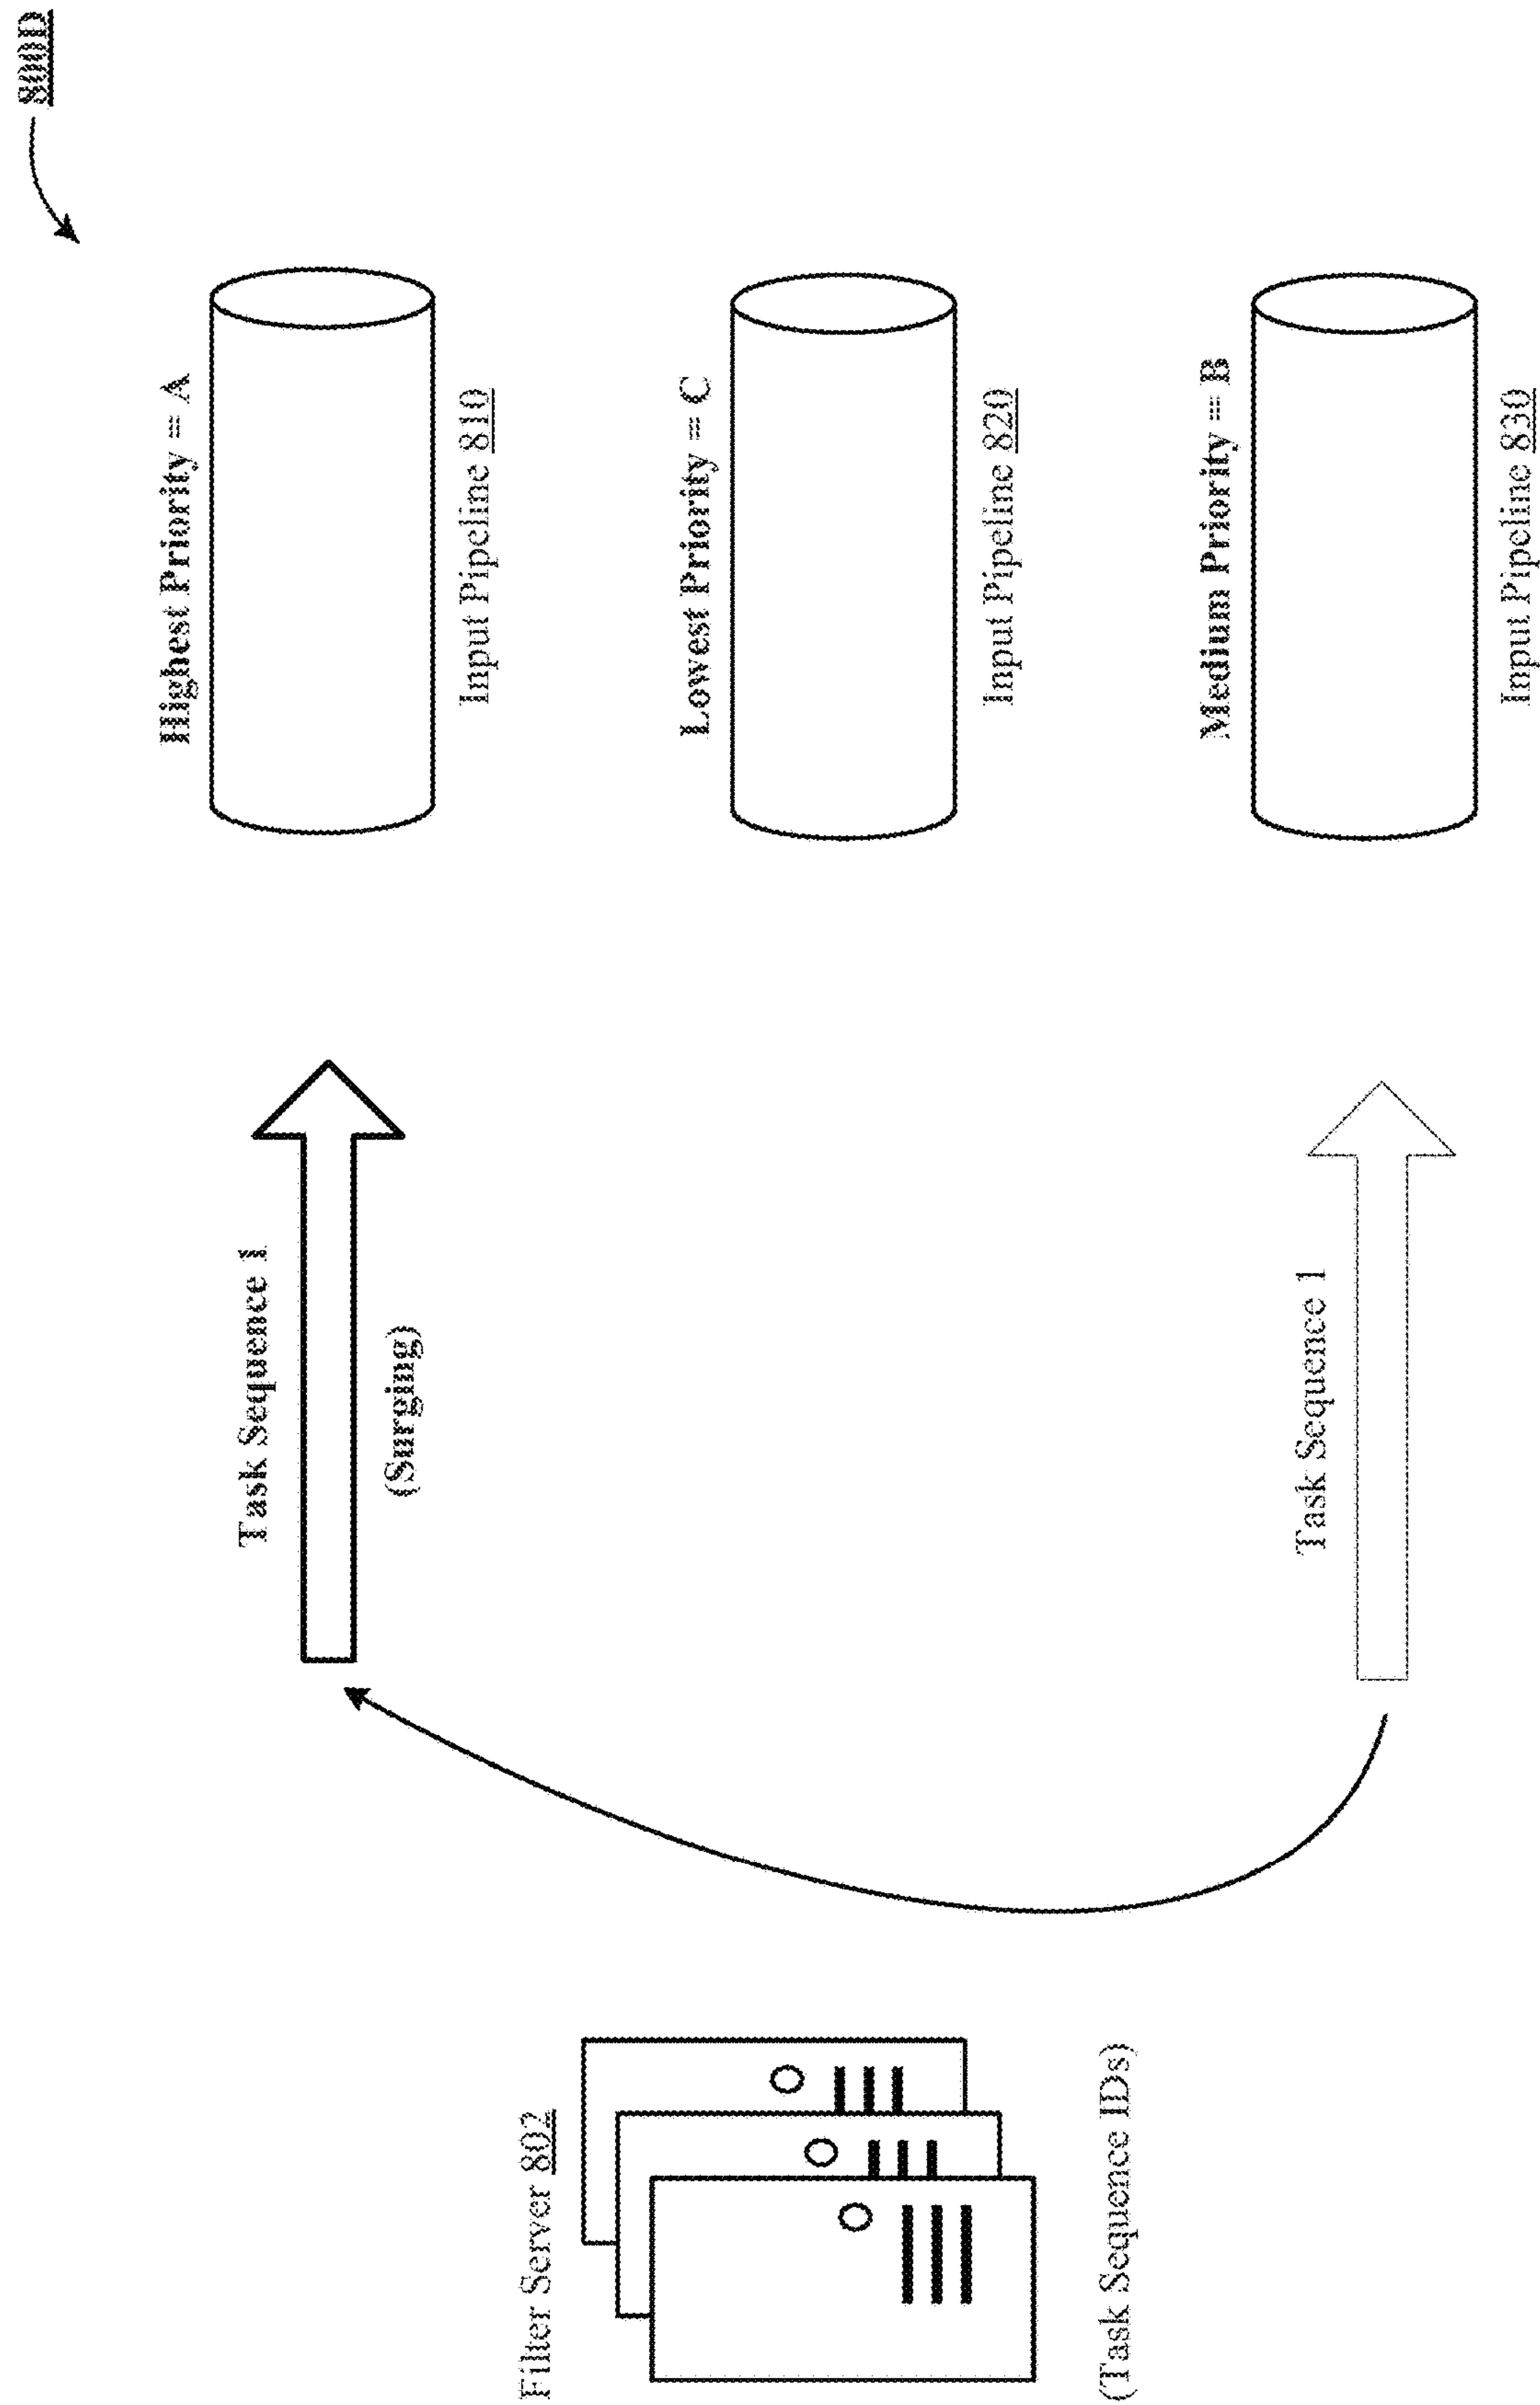 800D
Filter Server 802
(Task Sequence IDs)
Task Sequence 1
(Surging)
Task Sequence 1
Highest Priority = A
Input Pipeline 810
Lowest Priority = C
Input Pipeline 820
Medium Priority = B
Input Pipeline 830